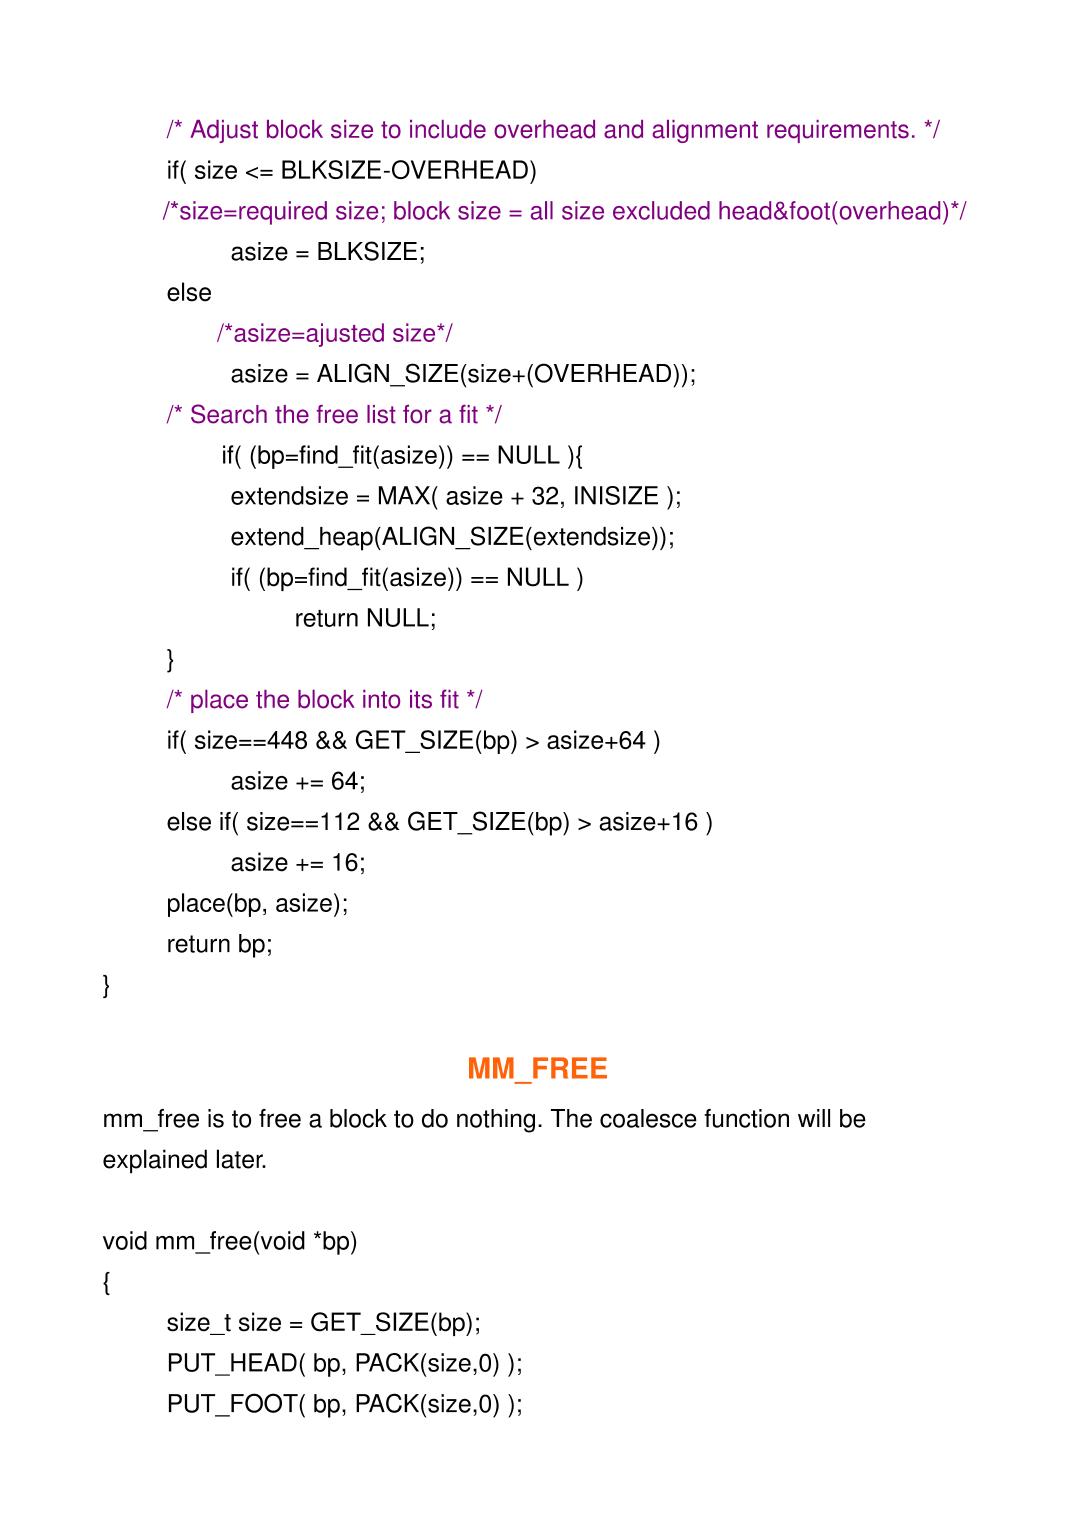 /* Adjust block size to include overhead and alignment requirements. */
if( size <= BLKSIZE-OVERHEAD)
/*size=required size; block size = all size excluded head&foot(overhead)*/
asize = BLKSIZE;
else
/*asize=ajusted size*/
asize = ALIGN_SIZE(size+(OVERHEAD));
/* Search the free list for a fit */
if( (bp=find_fit(asize)) == NULL ){
extendsize = MAX( asize + 32, INISIZE );
extend_heap(ALIGN_SIZE(extendsize));
if( (bp=find_fit(asize)) == NULL )
return NULL;
}
/* place the block into its fit */
if( size==448 && GET_SIZE(bp) > asize+64 )
asize += 64;
else if( size==112 && GET_SIZE(bp) > asize+16 )
asize += 16;
place(bp, asize);
return bp;
}
MM_FREE
mm_free is to free a block to do nothing. The coalesce function will be
explained later.
void mm_free(void *bp)
{
size_t size = GET_SIZE(bp);
PUT_HEAD( bp, PACK(size,0) );
PUT_FOOT( bp, PACK(size,0) );